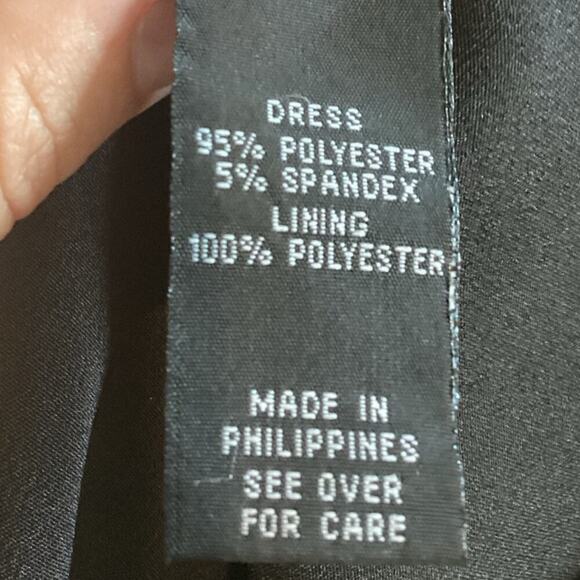 DRESS
95% POLYESTER
5% SPANDEX
LINING
100% POLYESTER
MADE IN
PHILIPPINES
SEE OVER
FOR CARE